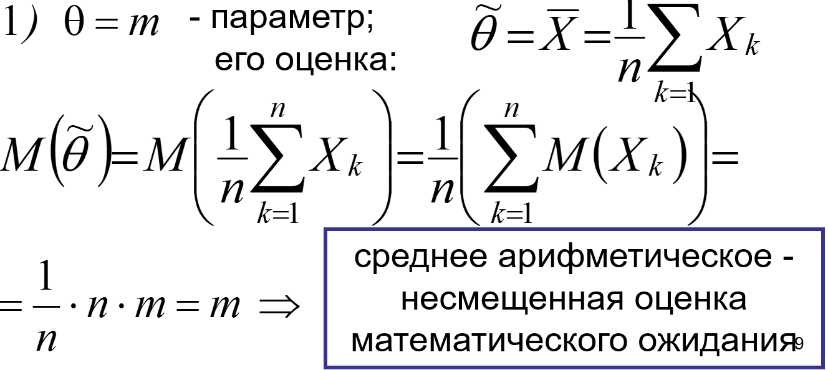 1) θ = m - параметр; его оценка: θ̃ = X̄ = 1/n ∑_{k=1}^{n} X_k
M(θ̃) = M(1/n ∑_{k=1}^{n} X_k) = 1/n (∑_{k=1}^{n} M(X_k)) =
= 1/n · n · m = m ⇒
среднее арифметическое -
несмещенная оценка
математического ожидания
9